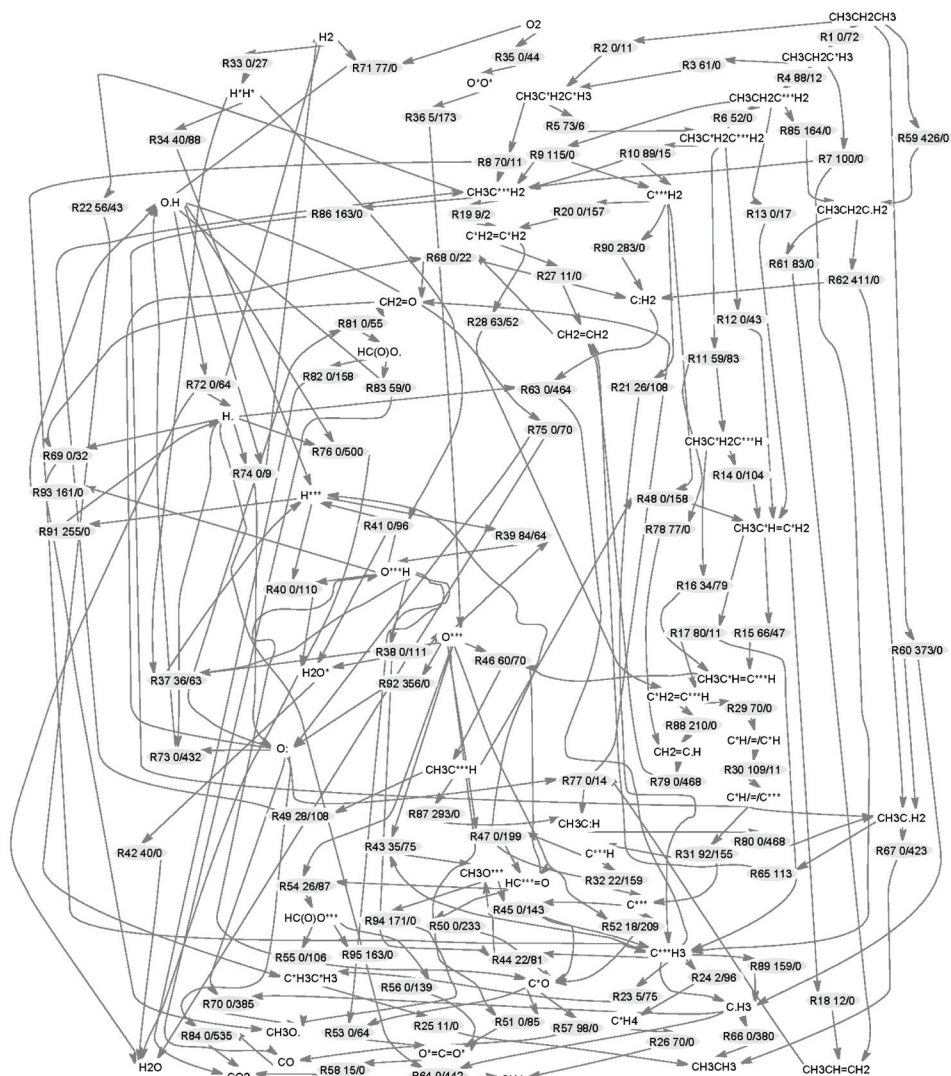 CH3CH2CH3
O2
H2
R1 0/72
R2 0/11
R35 0/44
R33 0/27
R71 77/0
R3 61/0
CH3CH2C*H3
R4 88/12
O*O*
H*H*
CH3C*H2C*H3
CH3CH2C***H2
R36 5/173
R6 52/0
R5 73/6
R85 164/0
R59 426/0
R34 40/88
CH3C*H2C***H2
R9 115/0
R10 89/15
R8 70/11
R7 100/0
CH3C***H2
C***H2
R22 56/43
O.H
R86 163/0
R19 9/2
R20 0/157
R13 0/17
CH3CH2C.H2
C*H2=C*H2
R90 283/0
R68 0/22
R27 11/0
R61 83/0
R62 411/0
CH2=O
C:H2
R81 0/55
R28 63/52
R12 0/43
CH2=CH2
HC(O)O.
R11 59/83
R82 0/158
R72 0/64
R83 59/0
R63 0/464
R21 26/108
H.
R75 0/70
CH3C*H2C***H
R69 0/32
R76 0/500
R74 0/9
R14 0/104
R93 161/0
H***
R48 0/158
R91 255/0
R41 0/96
R78 77/0
CH3C*H=C*H2
R39 84/64
O***H
R40 0/110
R16 34/79
R17 80/11
R15 66/47
O***
R38 0/111
R46 60/70
R60 373/0
H2O*
R37 36/63
R92 356/0
CH3C*H=C***H
C*H2=C***H
R29 70/0
R88 210/0
C*H/=/C*H
R73 0/432
O:
CH2=C.H
CH3C***H
R30 109/11
R77 0/14
R79 0/468
C*H/=/C***
R49 28/108
R87 293/0
CH3C:H
CH3C.H2
R47 0/199
R80 0/468
R42 40/0
R43 35/75
C***H
R31 92/155
R67 0/423
R65 113
CH3O***
R54 26/87
HC***=O
R32 22/159
C***
R45 0/143
HC(O)O***
R94 171/0
R50 0/233
R52 18/209
R55 0/106
R95 163/0
R44 22/81
C***H3
R24 2/96
R89 159/0
C*H3C*H3
R56 0/139
C*O
R23 5/75
R18 12/0
R70 0/385
C.H3
CH3O.
R53 0/64
R25 11/0
R51 0/85
R57 98/0
C*H4
R84 0/535
R26 70/0
R66 0/380
CO
O*=C=O*
H2O
R58 15/0
CH3CH3
CH3CH=CH2
CO2
R64 0/442